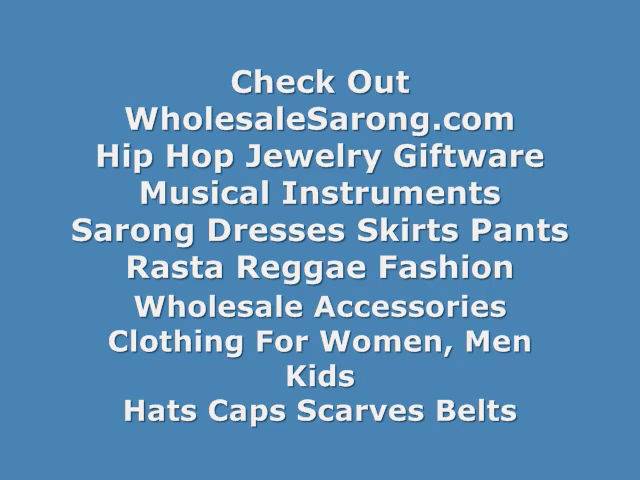 Check Out
WholesaleSarong.com
Hip Hop Jewelry Giftware
Musical Instruments
Sarong Dresses Skirts Pants
Rasta Reggae Fashion
Wholesale Accessories
Clothing For Women, Men
Kids
Hats Caps Scarves Belts